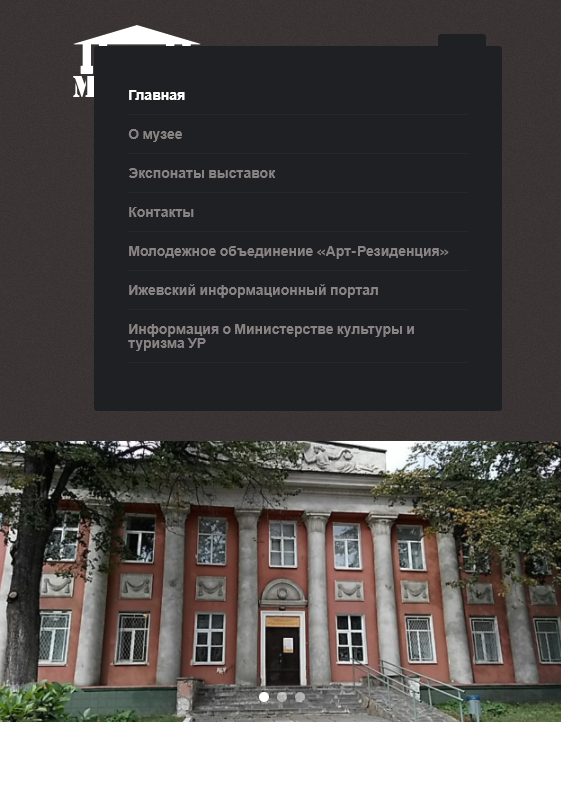 Главная
О музее
Экспонаты выставок
Контакты
Молодежное объединение «Арт-Резиденция»
Ижевский информационный портал
Информация о Министерстве культуры и
туризма УР